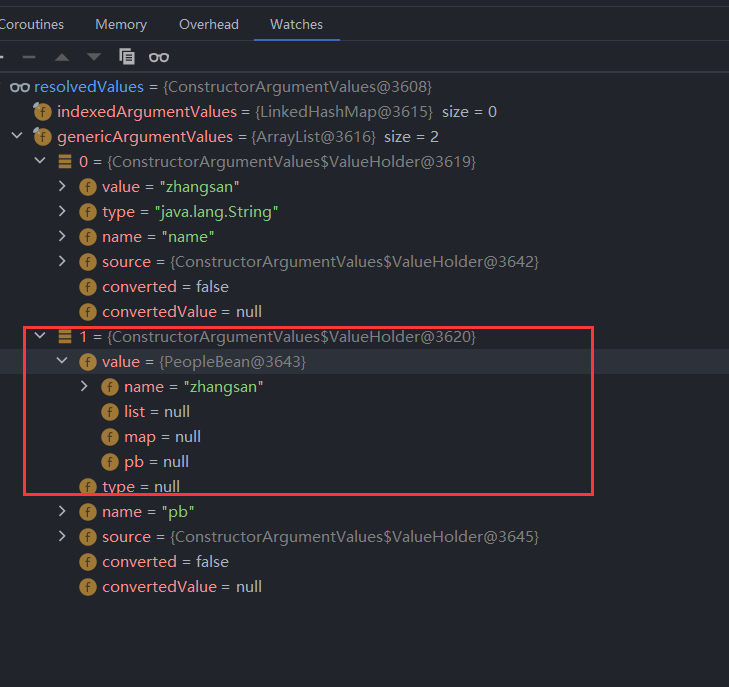 Coroutines Memory Overhead Watches
resolvedValues = {ConstructorArgumentValues@3608}
indexedArgumentValues = {LinkedHashMap@3615} size = 0
genericArgumentValues = {ArrayList@3616} size = 2
0 = {ConstructorArgumentValues$ValueHolder@3619}
value = "zhangsan"
type = "java.lang.String"
name = "name"
source = {ConstructorArgumentValues$ValueHolder@3642}
converted = false
convertedValue = null
1 = {ConstructorArgumentValues$ValueHolder@3620}
value = {PeopleBean@3643}
name = "zhangsan"
list = null
map = null
pb = null
type = null
name = "pb"
source = {ConstructorArgumentValues$ValueHolder@3645}
converted = false
convertedValue = null